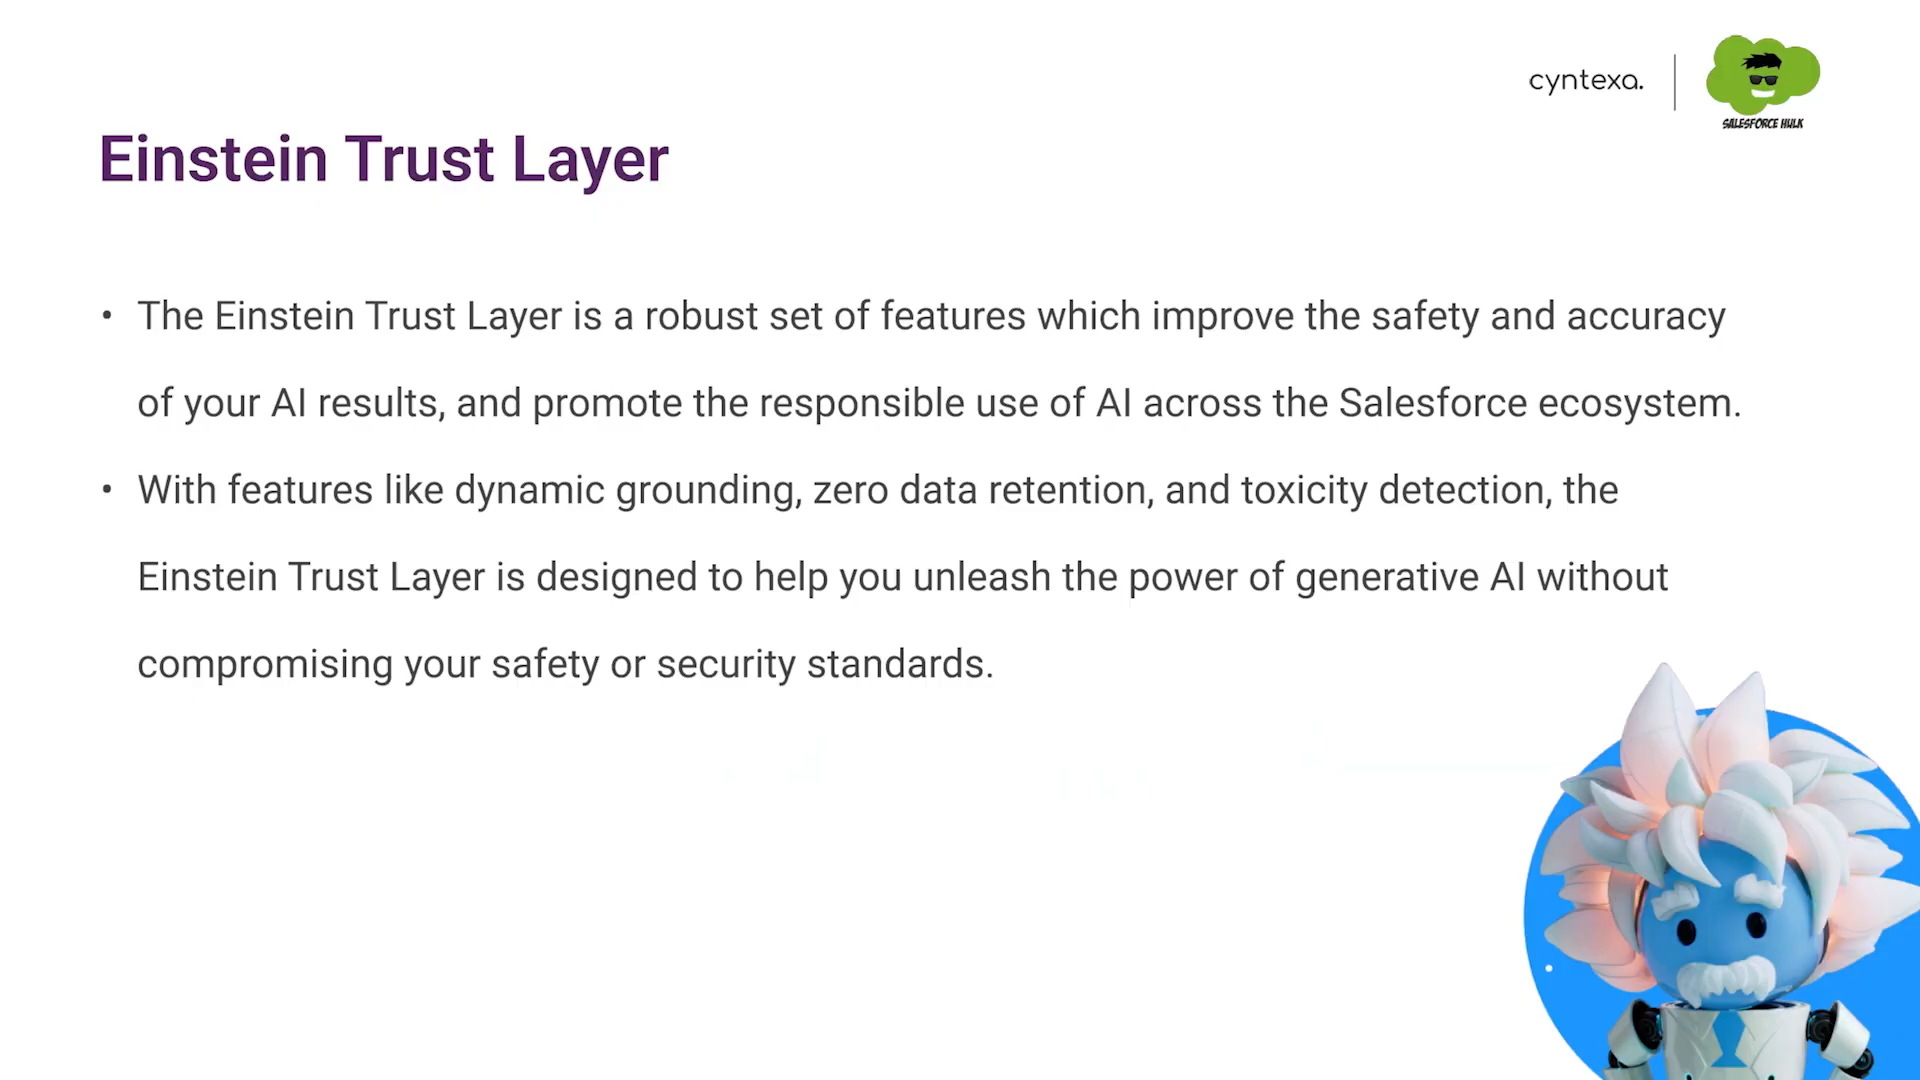 cyntexa.
SALESFORCE HULK
Einstein Trust Layer
• The Einstein Trust Layer is a robust set of features which improve the safety and accuracy
of your AI results, and promote the responsible use of AI across the Salesforce ecosystem.
• With features like dynamic grounding, zero data retention, and toxicity detection, the
Einstein Trust Layer is designed to help you unleash the power of generative AI without
compromising your safety or security standards.